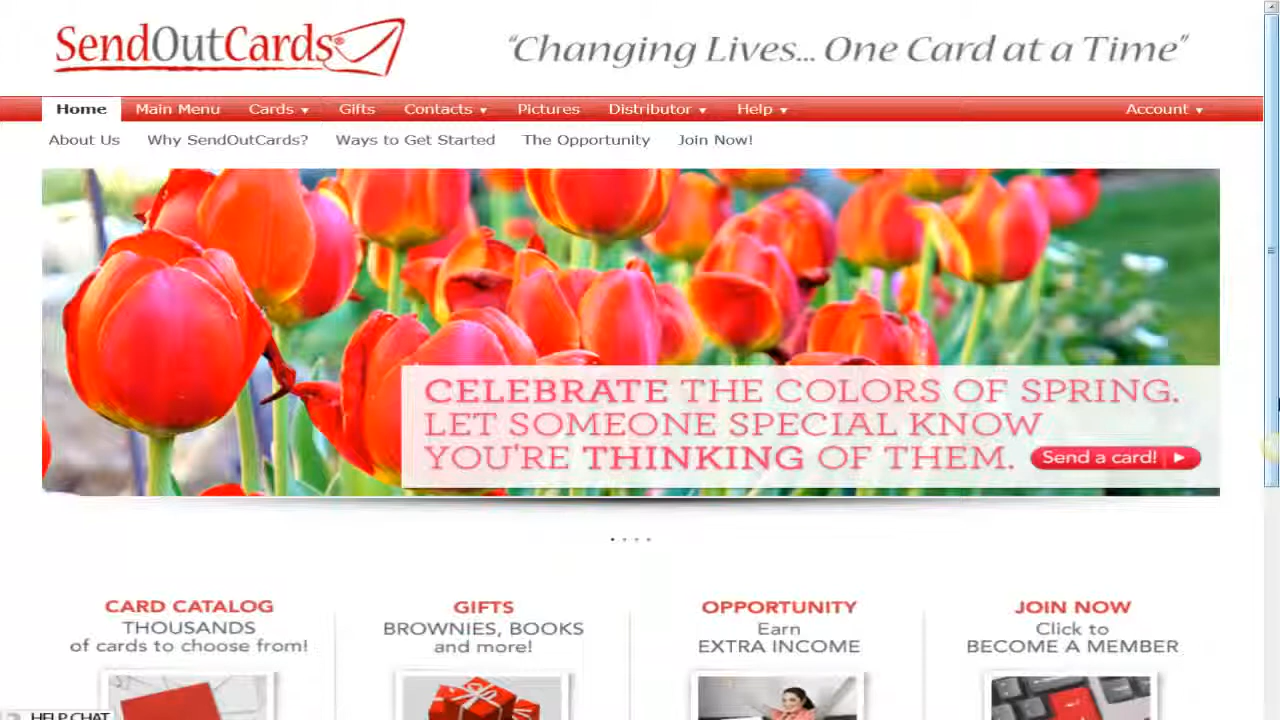 SendOutCards®
"Changing Lives... One Card at a Time"
Home Main Menu Cards Gifts Contacts Pictures Distributor Help Account
About Us Why SendOutCards? Ways to Get Started The Opportunity Join Now!
CELEBRATE THE COLORS OF SPRING.
LET SOMEONE SPECIAL KNOW
YOU'RE THINKING OF THEM. Send a card!
CARD CATALOG
THOUSANDS
of cards to choose from!
GIFTS
BROWNIES, BOOKS
and more!
OPPORTUNITY
Earn
EXTRA INCOME
JOIN NOW
Click to
BECOME A MEMBER
HELP CHAT